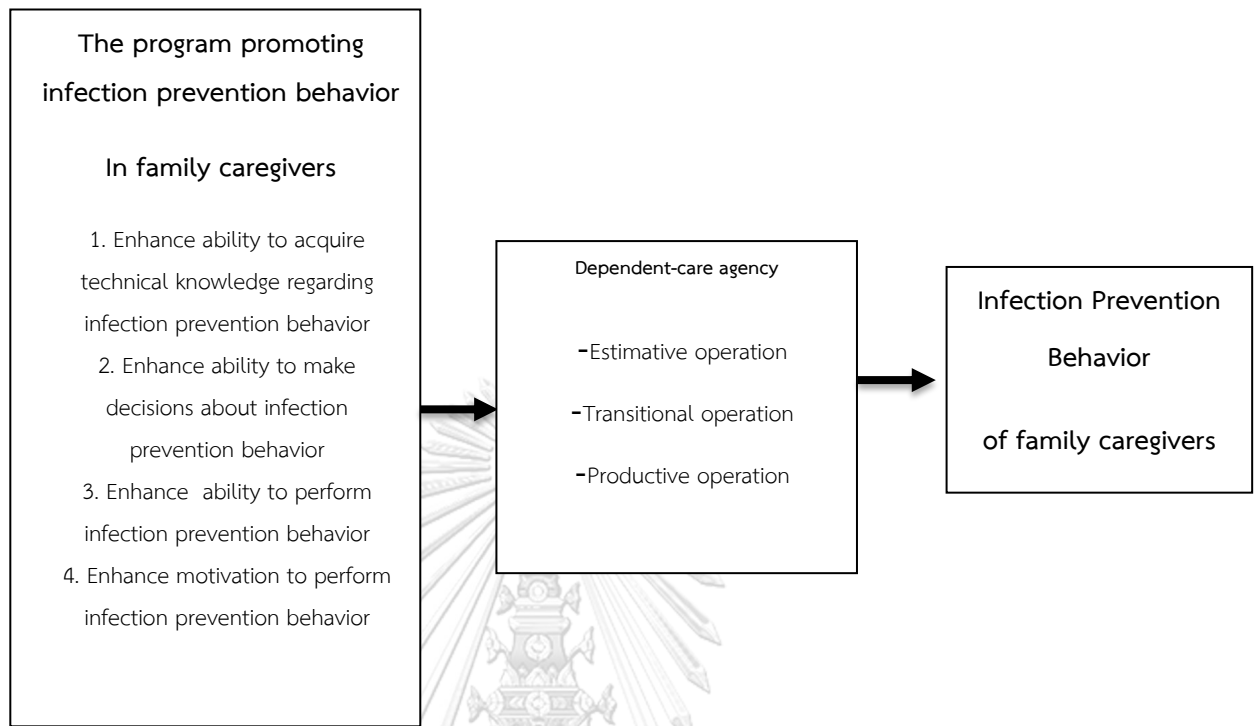 The program promoting
infection prevention behavior
In family caregivers
1. Enhance ability to acquire
technical knowledge regarding
infection prevention behavior
2. Enhance ability to make
decisions about infection
prevention behavior
3. Enhance ability to perform
infection prevention behavior
4. Enhance motivation to perform
infection prevention behavior
Dependent-care agency
-Estimative operation
-Transitional operation
-Productive operation
Infection Prevention
Behavior
of family caregivers